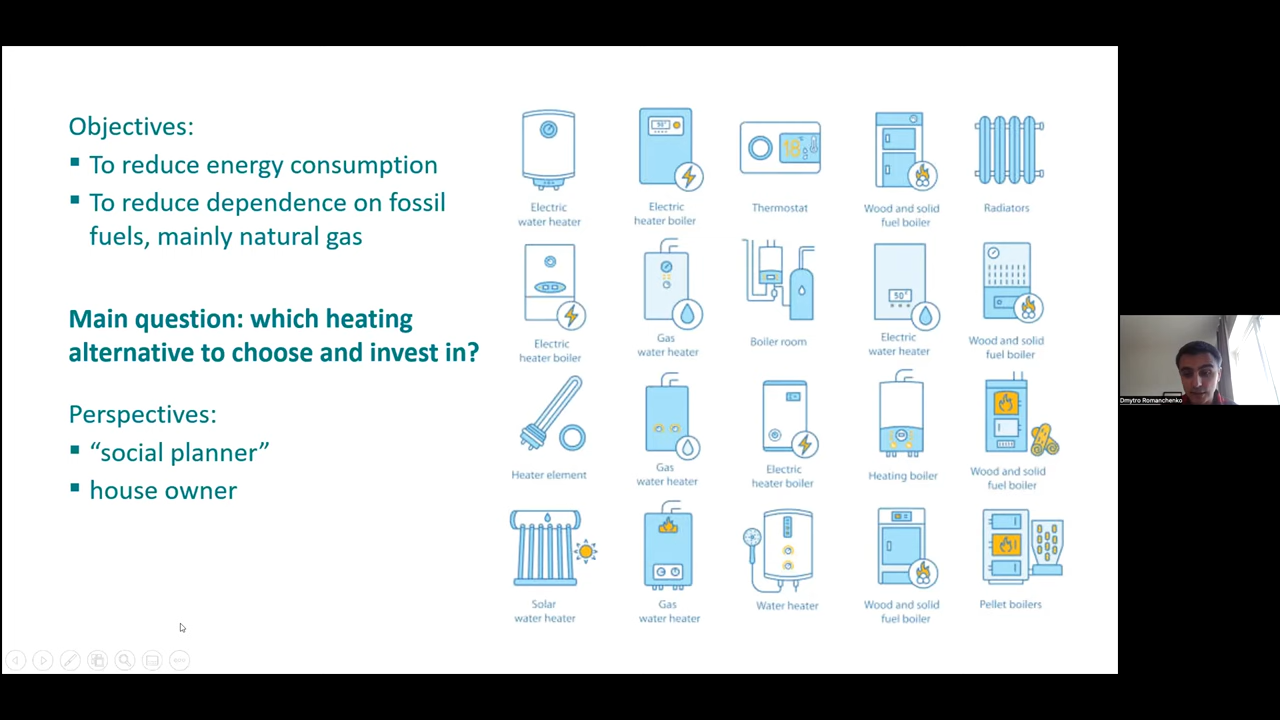 Objectives:
▪ To reduce energy consumption
▪ To reduce dependence on fossil
fuels, mainly natural gas
Main question: which heating
alternative to choose and invest in?
Perspectives:
▪ “social planner”
▪ house owner
Electric
water heater
50°
Electric
heater boiler
18°
Thermostat
Wood and solid
fuel boiler
Radiators
Electric
heater boiler
Gas
water heater
Boiler room
50°
Electric
water heater
Wood and solid
fuel boiler
Heater element
Gas
water heater
Electric
heater boiler
Heating boiler
Wood and solid
fuel boiler
Solar
water heater
Gas
water heater
Water heater
Wood and solid
fuel boiler
Pellet boilers
Dmytro Romanchenko